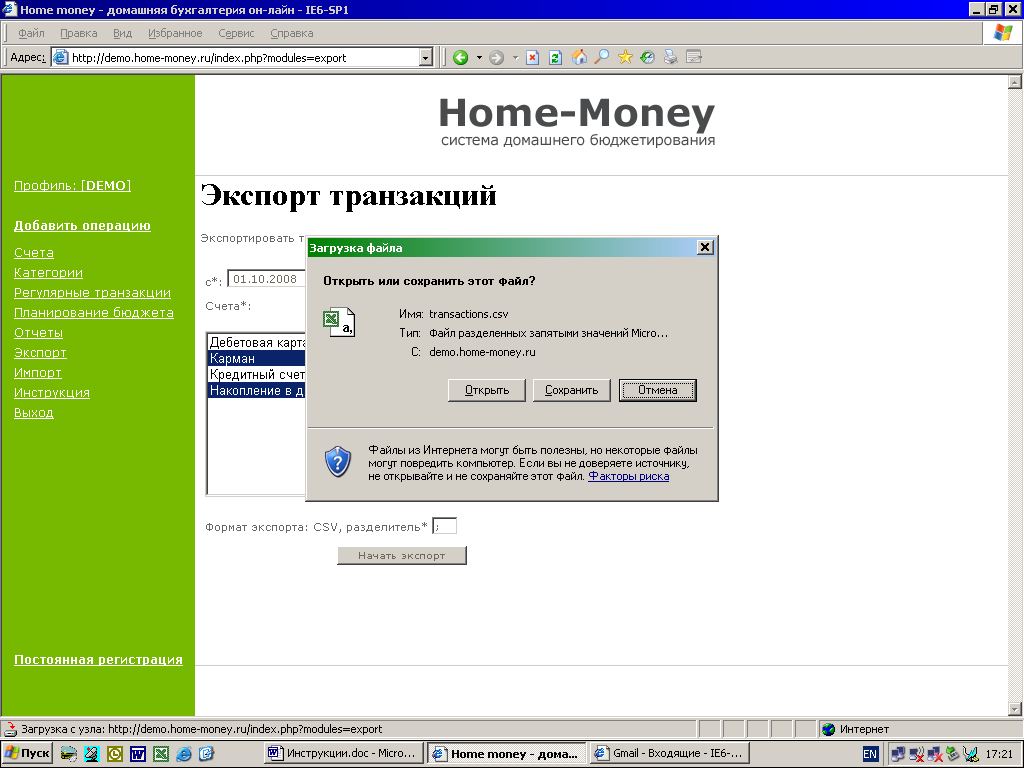 Home money - домашняя бухгалтерия он-лайн - IE6-SP1
Файл Правка Вид Избранное Сервис Справка
Адрес: http://demo.home-money.ru/index.php?modules=export
Home-Money
система домашнего бюджетирования
Профиль: [DEMO]
Добавить операцию
Счета
Категории
Регулярные транзакции
Планирование бюджета
Отчеты
Экспорт
Импорт
Инструкция
Выход
Постоянная регистрация
Экспорт транзакций
Экспортировать т
с*: 01.10.2008
Счета*:
Дебетовая карта
Карман
Кредитный счет
Накопление в д
Загрузка файла
Открыть или сохранить этот файл?
a,
Имя: transactions.csv
Тип: Файл разделенных запятыми значений Micro...
С: demo.home-money.ru
Открыть Сохранить Отмена
Файлы из Интернета могут быть полезны, но некоторые файлы
могут повредить компьютер. Если вы не доверяете источнику,
не открывайте и не сохраняйте этот файл. Факторы риска
Формат экспорта: CSV, разделитель* ;
Начать экспорт
Загрузка с узла: http://demo.home-money.ru/index.php?modules=export
Интернет
Пуск Инструкции.doc - Micro... Home money - дома... Gmail - Входящие - IE6-... EN 17:21